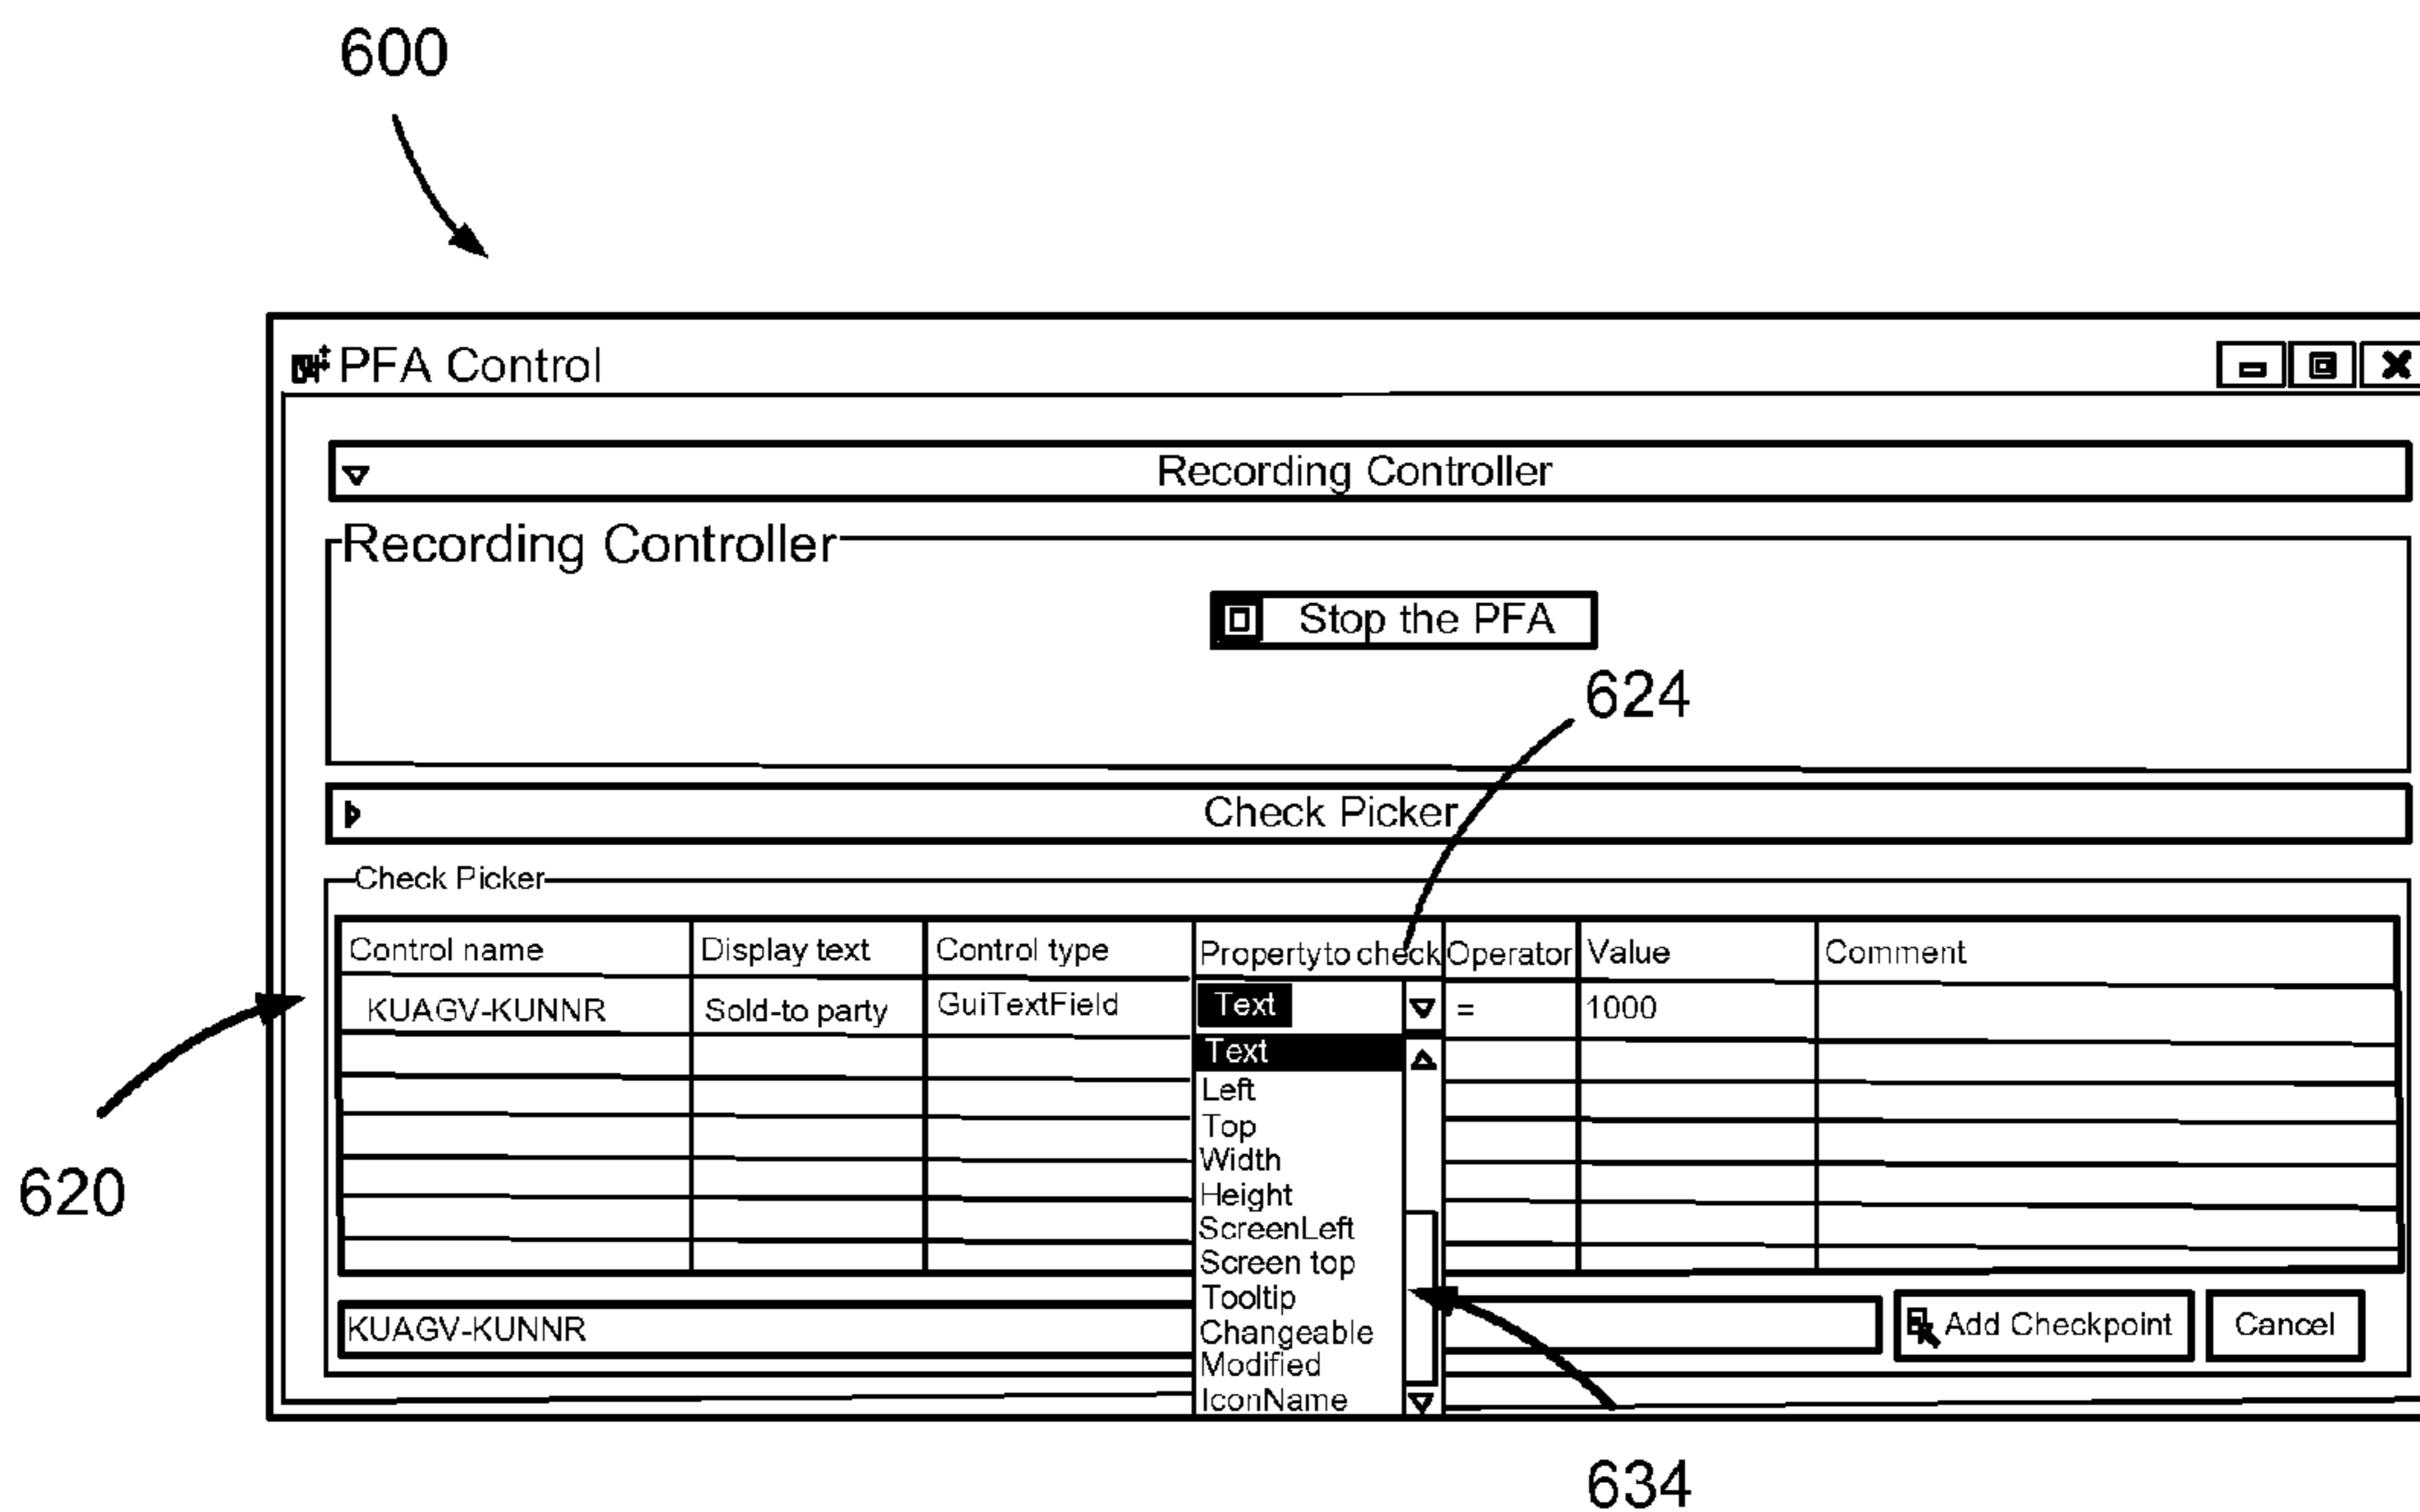 600
PFA Control
Recording Controller
Recording Controller
Stop the PFA
624
Check Picker
Check Picker
Control name Display text Control type Propertyto check Operator Value Comment
KUAGV-KUNNR Sold-to party GuiTextField Text = 1000
Text
Left
Top
Width
620
Height
ScreenLeft
Screen top
Tooltip
KUAGV-KUNNR Changeable Add Checkpoint Cancel
Modified
IconName
634